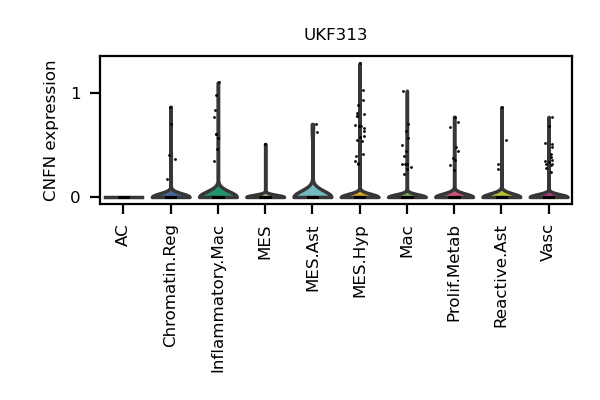 UKF313
CNFN expression
1
0
AC
Chromatin.Reg
Inflammatory.Mac
MES
MES.Ast
MES.Hyp
Mac
Prolif.Metab
Reactive.Ast
Vasc